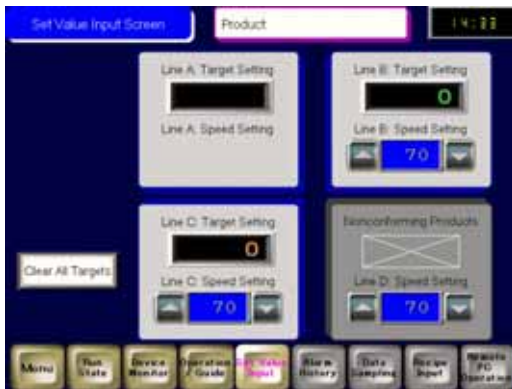 Set Value Input Screen
Product
14:33
Line A: Target Setting
Line A: Speed Setting
Line B: Target Setting
0
Line B: Speed Setting
70
Line C: Target Setting
0
Line C: Speed Setting
70
Nonconforming Products
Line D: Speed Setting
70
Clear All Targets
Menu
Run State
Device Monitor
Operation Guide
Set Value Input
Alarm History
Data Sampling
Recipe Input
Remote PC Operation